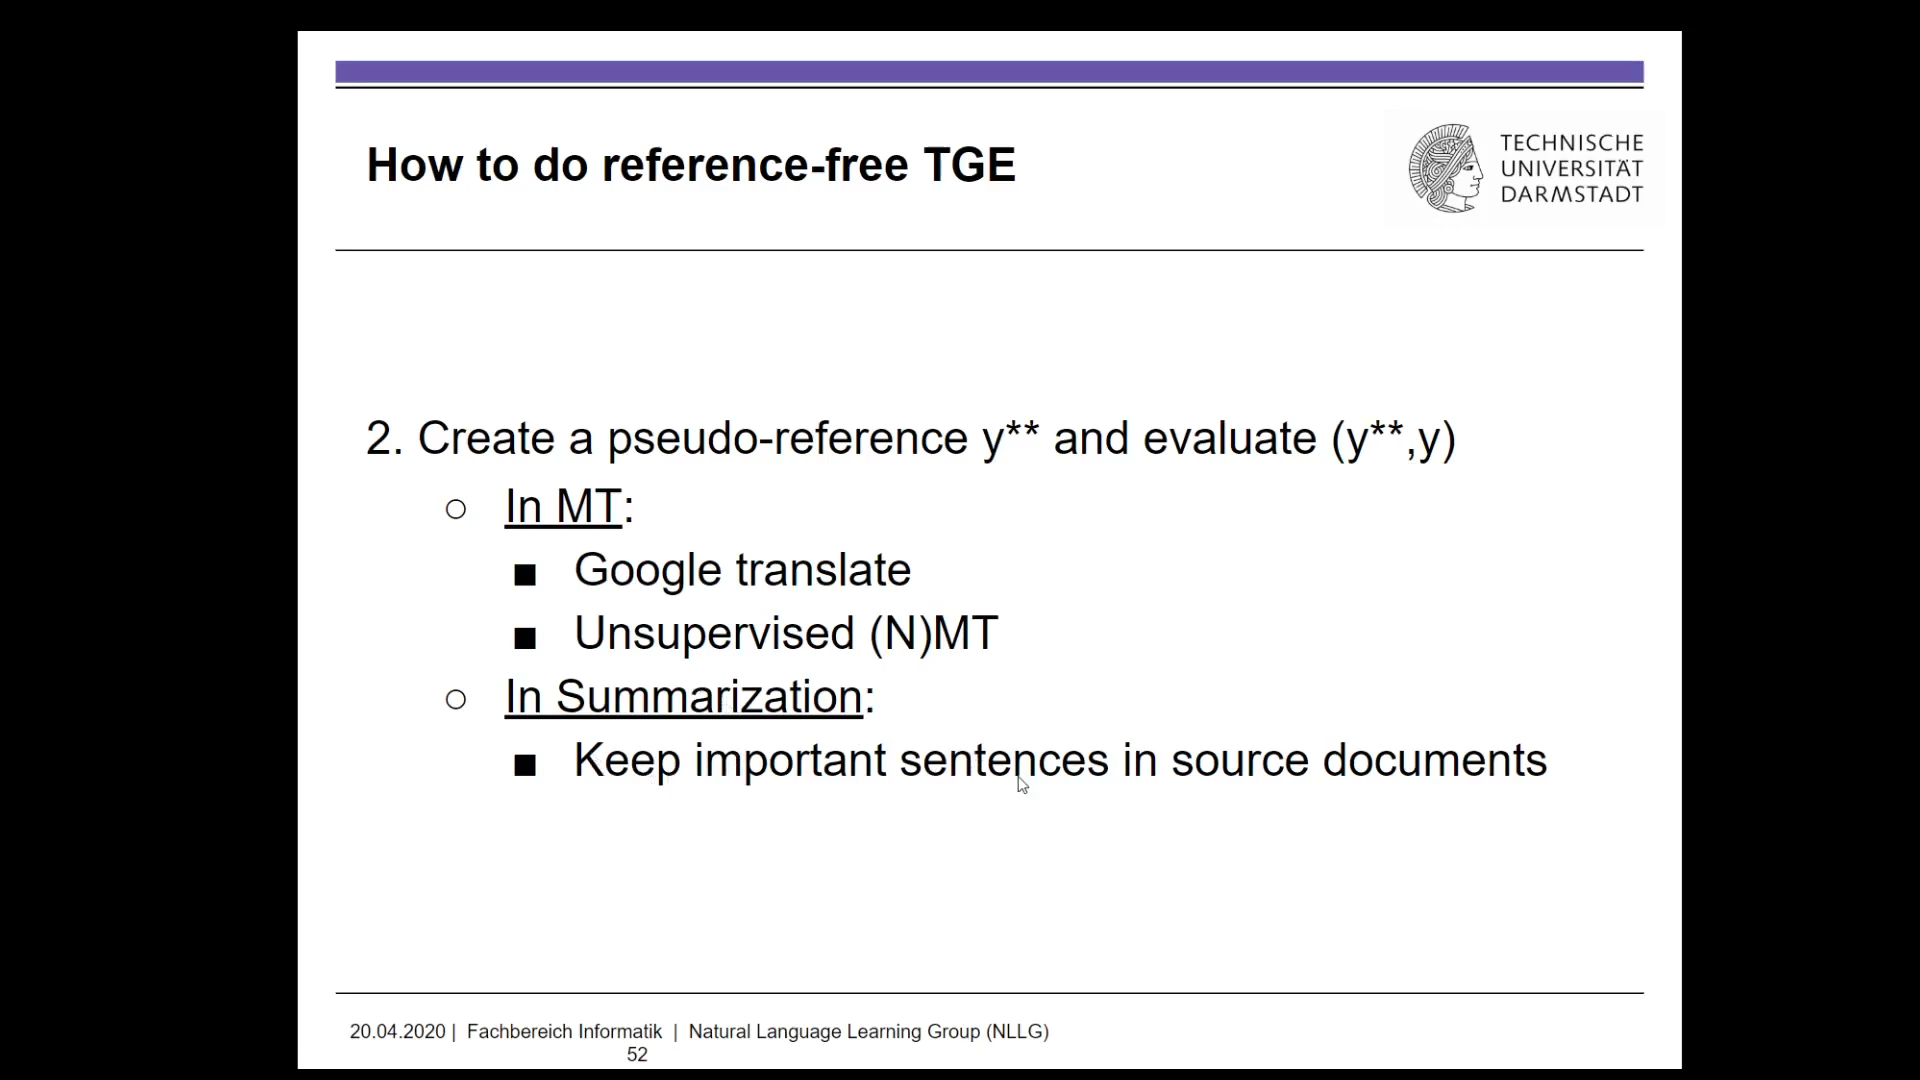 How to do reference-free TGE
TECHNISCHE
UNIVERSITÄT
DARMSTADT
2. Create a pseudo-reference y** and evaluate (y**,y)
○ In MT:
■ Google translate
■ Unsupervised (N)MT
○ In Summarization:
■ Keep important sentences in source documents
20.04.2020 | Fachbereich Informatik | Natural Language Learning Group (NLLG)
52